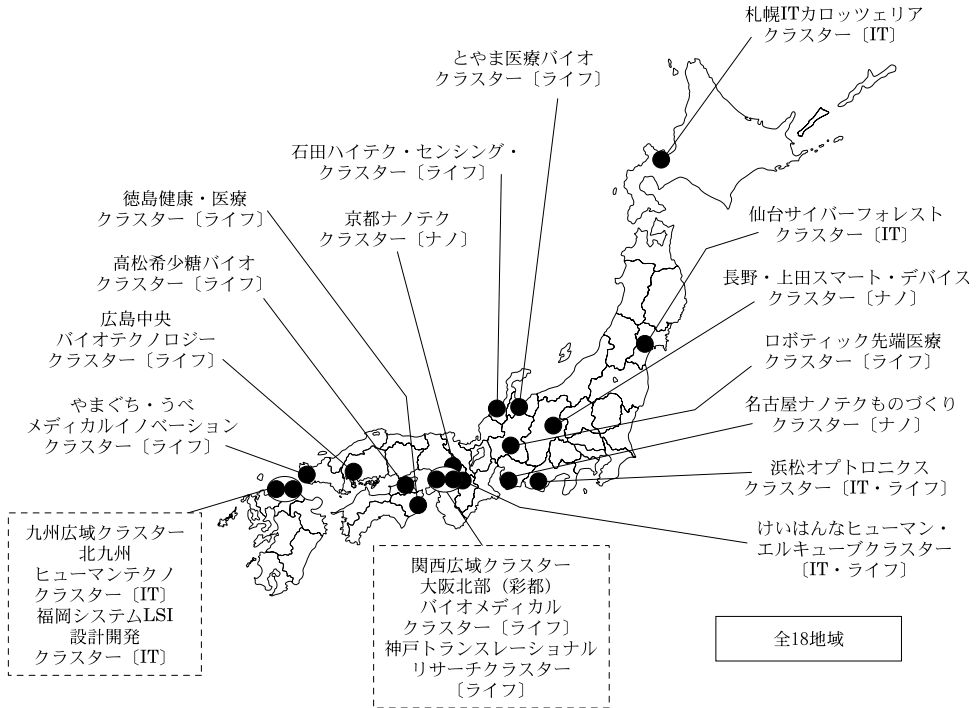 札幌ITカロッツェリア
クラスター〔IT〕
とやま医療バイオ
クラスター〔ライフ〕
石田ハイテク・センシング・
クラスター〔ライフ〕
徳島健康・医療
クラスター〔ライフ〕
京都ナノテク
クラスター〔ナノ〕
仙台サイバーフォレスト
クラスター〔IT〕
高松希少糖バイオ
クラスター〔ライフ〕
長野・上田スマート・デバイス
クラスター〔ナノ〕
広島中央
バイオテクノロジー
クラスター〔ライフ〕
ロボティック先端医療
クラスター〔ライフ〕
やまぐち・うべ
メディカルイノベーション
クラスター〔ライフ〕
名古屋ナノテクものづくり
クラスター〔ナノ〕
浜松オプトロニクス
クラスター〔IT・ライフ〕
けいはんなヒューマン・
エルキューブクラスター
〔IT・ライフ〕
九州広域クラスター
北九州
ヒューマンテクノ
クラスター〔IT〕
福岡システムLSI
設計開発
クラスター〔IT〕
関西広域クラスター
大阪北部（彩都）
バイオメディカル
クラスター〔ライフ〕
神戸トランスレーショナル
リサーチクラスター
〔ライフ〕
全18地域